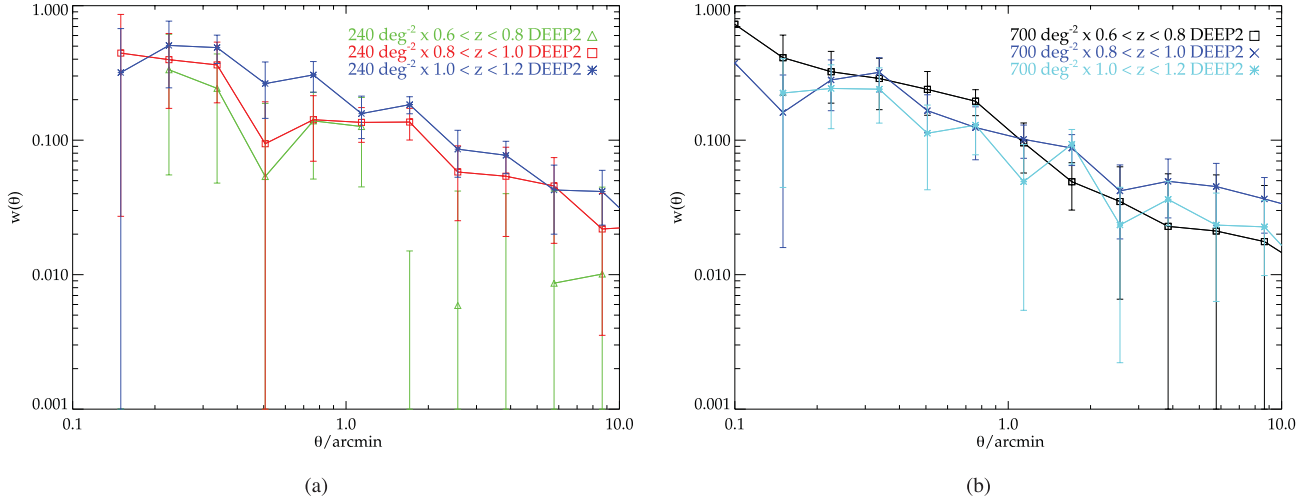 240 deg⁻² x 0.6 < z < 0.8 DEEP2
240 deg⁻² x 0.8 < z < 1.0 DEEP2
240 deg⁻² x 1.0 < z < 1.2 DEEP2
1.000
0.100
0.010
0.001
w(θ)
0.1
1.0
10.0
θ/arcmin
(a)
700 deg⁻² x 0.6 < z < 0.8 DEEP2
700 deg⁻² x 0.8 < z < 1.0 DEEP2
700 deg⁻² x 1.0 < z < 1.2 DEEP2
1.000
0.100
0.010
0.001
w(θ)
0.1
1.0
10.0
θ/arcmin
(b)